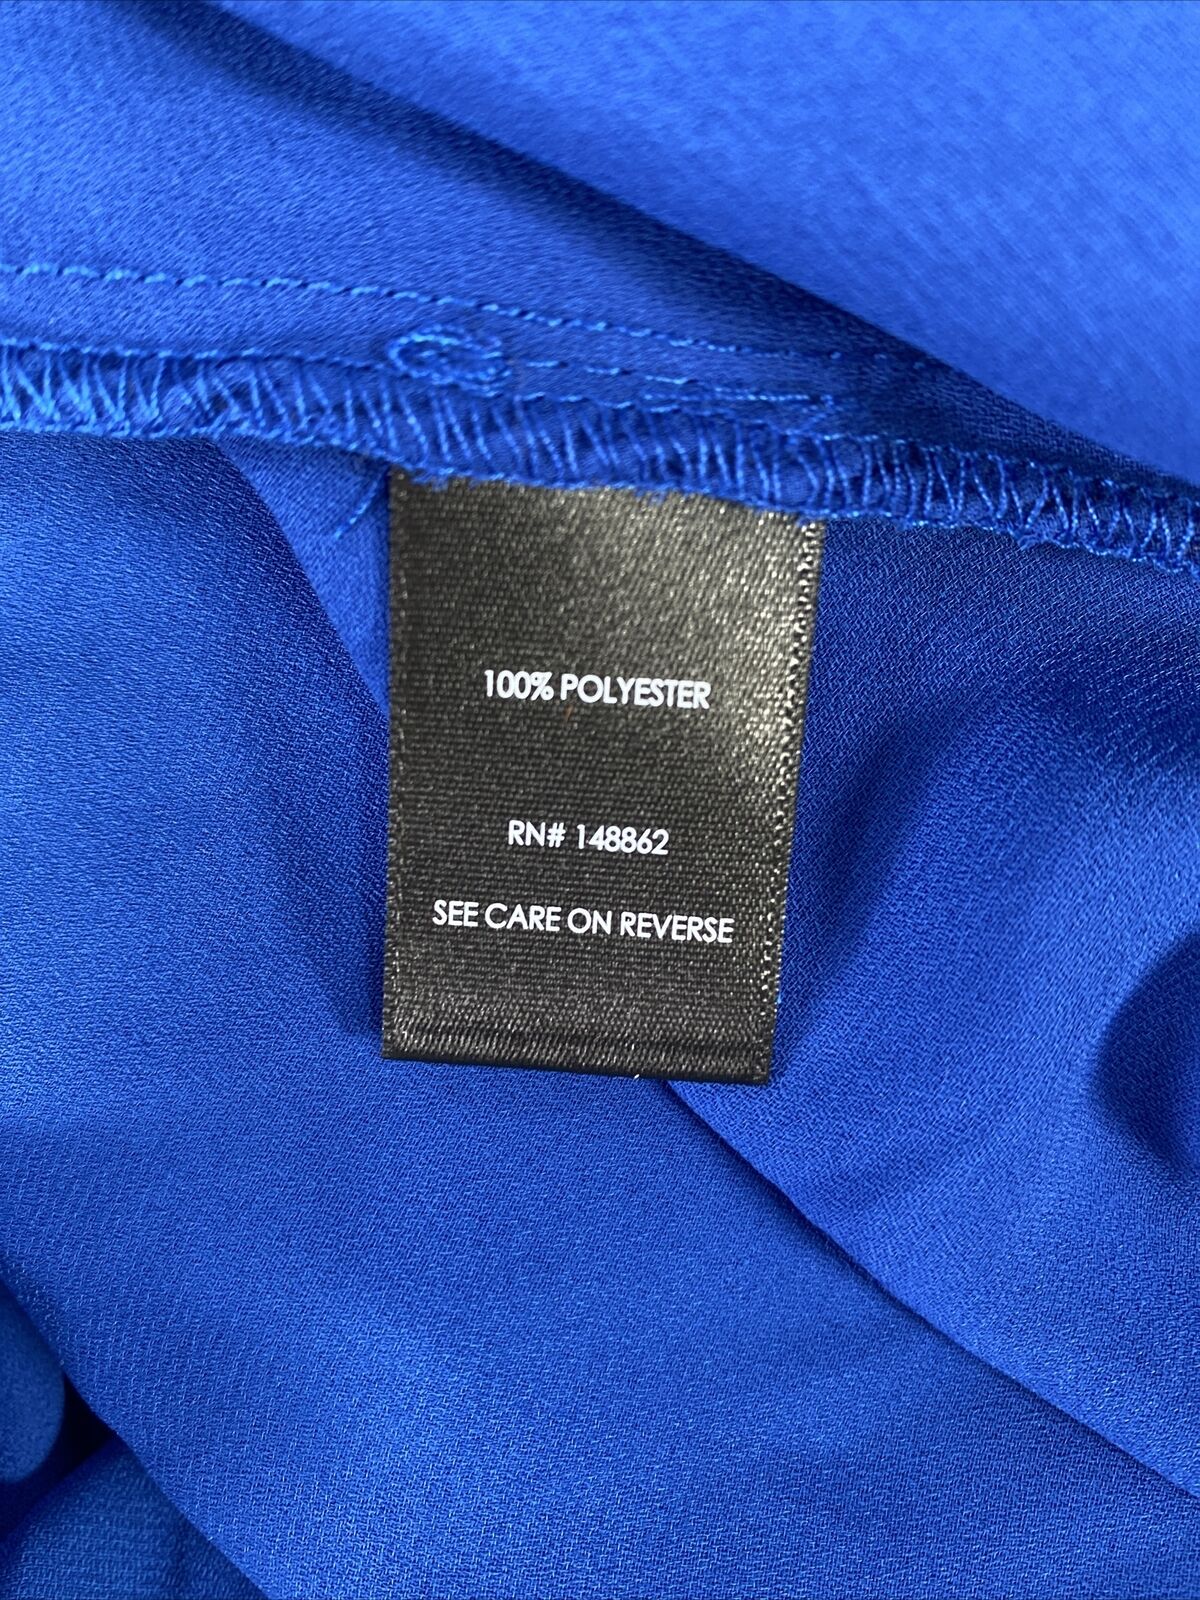 100% POLYESTER
RN# 148862
SEE CARE ON REVERSE